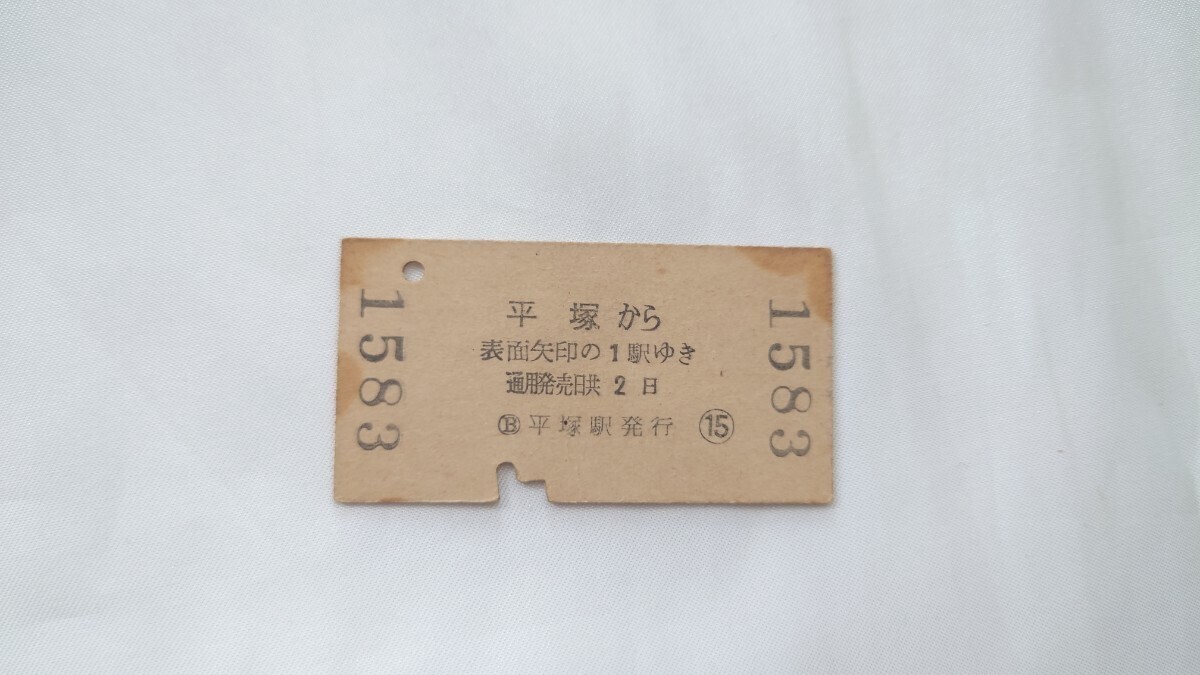 1583
平塚から
表面矢印の1駅ゆき
通用発売日共2日
Ⓑ平塚駅発行 ⑮
1583